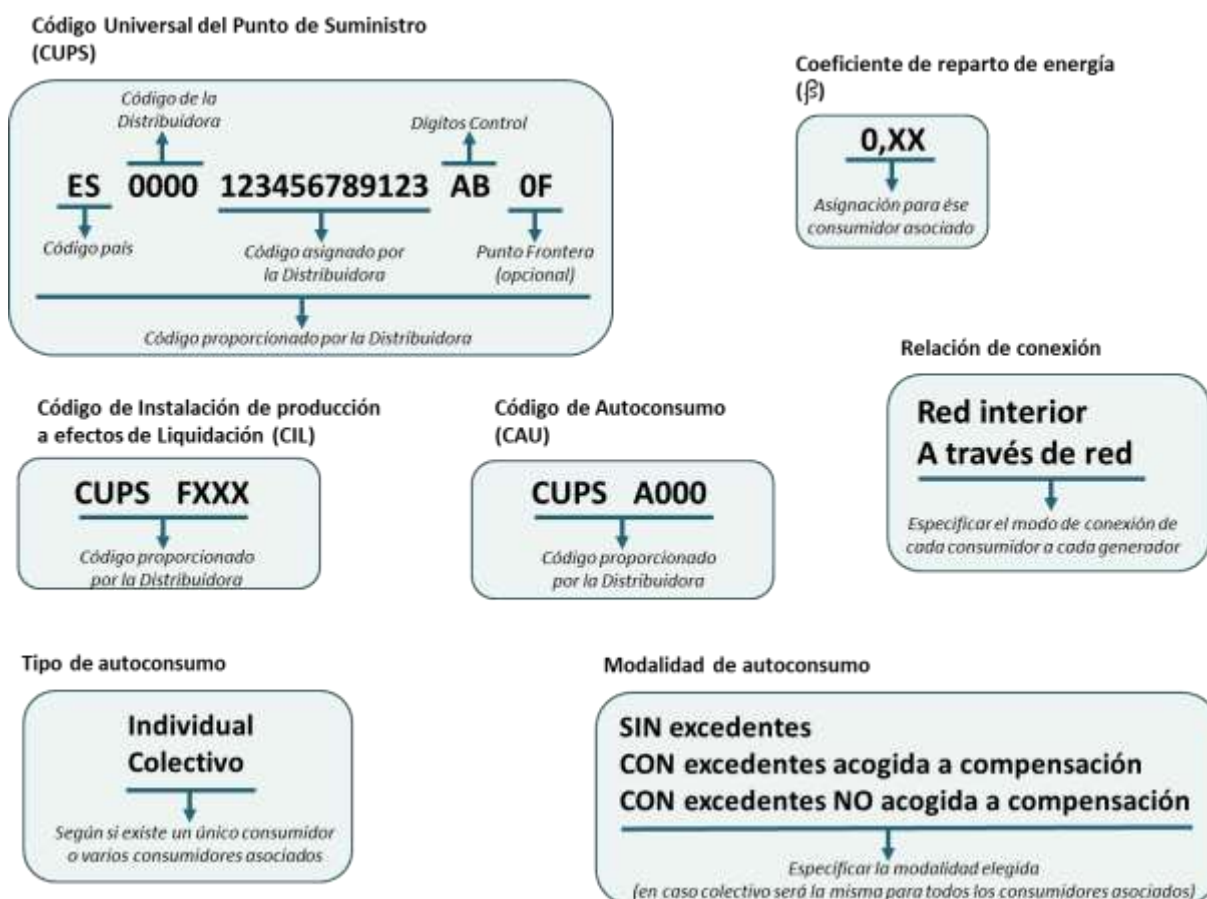 Código Universal del Punto de Suministro
(CUPS)
Código de la
Distribuidora
Dígitos Control
ES 0000 123456789123 AB 0F
Código país
Código asignado por
la Distribuidora
Punto Frontera
(opcional)
Código proporcionado por la Distribuidora
Coeficiente de reparto de energía
(β)
0,XX
Asignación para ése
consumidor asociado
Relación de conexión
Red interior
A través de red
Especificar el modo de conexión de
cada consumidor a cada generador
Código de Instalación de producción
a efectos de Liquidación (CIL)
CUPS FXXX
Código proporcionado
por la Distribuidora
Código de Autoconsumo
(CAU)
CUPS A000
Código proporcionado
por la Distribuidora
Tipo de autoconsumo
Individual
Colectivo
Según si existe un único consumidor
o varios consumidores asociados
Modalidad de autoconsumo
SIN excedentes
CON excedentes acogida a compensación
CON excedentes NO acogida a compensación
Especificar la modalidad elegida
(en caso colectivo será la misma para todos los consumidores asociados)